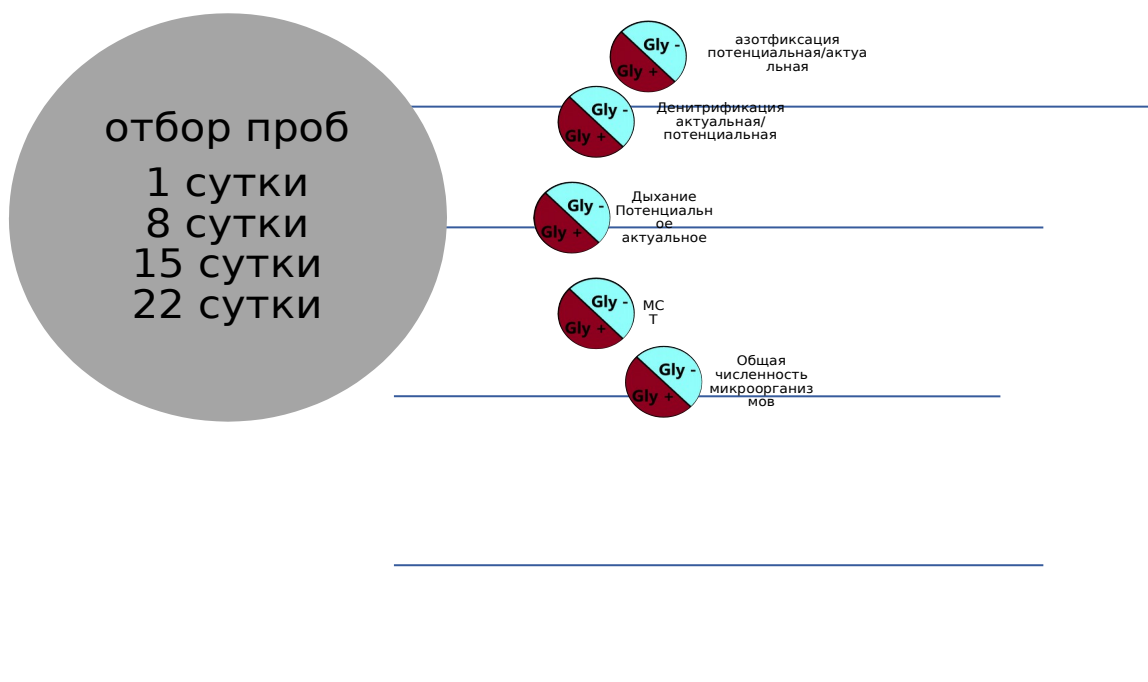 отбор проб
1 сутки
8 сутки
15 сутки
22 сутки
Gly -
Gly +
азотфиксация
потенциальная/актуа
льная
Gly -
Gly +
Денитрификация
актуальная/
потенциальная
Gly -
Gly +
Дыхание
Потенциальн
ое
актуальное
Gly -
Gly +
МС
Т
Gly -
Gly +
Общая
численность
микроорганиз
мов